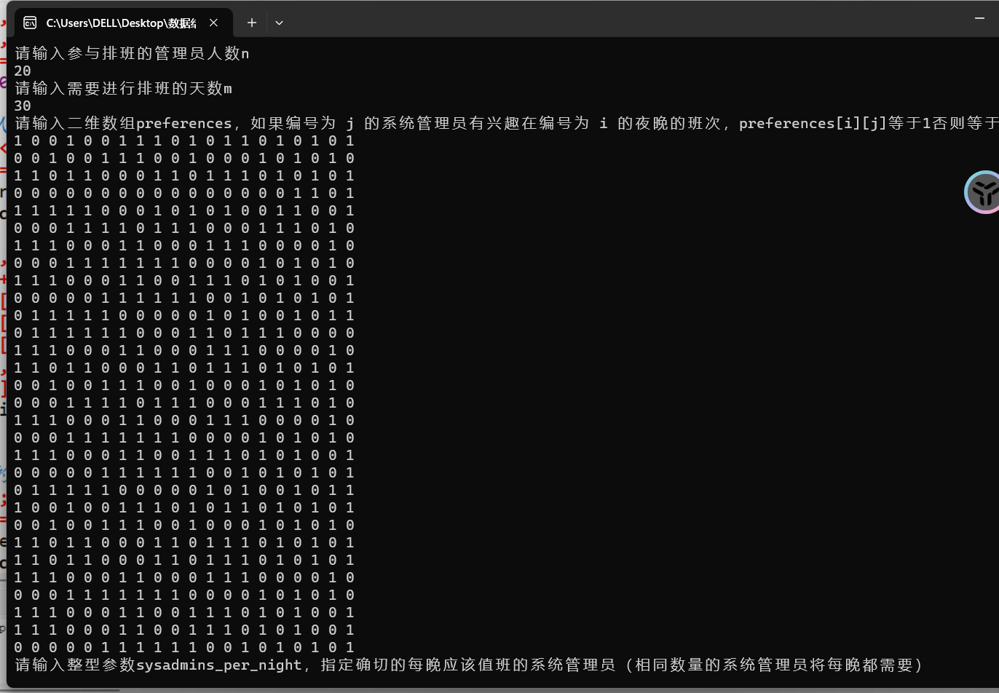 C:\Users\DELL\Desktop\数据
请输入参与排班的管理员人数n
20
请输入需要进行排班的天数m
30
请输入二维数组preferences，如果编号为 j 的系统管理员有兴趣在编号为 i 的夜晚的班次，preferences[i][j]等于1否则等于
1 0 0 1 0 0 1 1 1 0 1 0 1 1 0 1 0 1 0 1
0 0 1 0 0 1 1 1 0 0 1 0 0 0 1 0 1 0 1 0
1 1 0 1 1 0 0 0 1 1 0 1 1 1 0 1 0 1 0 1
0 0 0 0 0 0 0 0 0 0 0 0 0 0 0 0 1 1 0 1
1 1 1 1 1 0 0 0 1 0 1 0 1 0 0 1 1 0 0 1
0 0 0 1 1 1 1 0 1 1 1 0 0 0 1 1 1 0 1 0
1 1 1 0 0 0 1 1 0 0 0 1 1 1 0 0 0 0 1 0
0 0 0 1 1 1 1 1 1 1 0 0 0 0 1 0 1 0 1 0
1 1 1 0 0 0 1 1 0 0 1 1 1 0 1 0 1 0 0 1
0 0 0 0 0 1 1 1 1 1 1 0 0 1 0 1 0 1 0 1
0 1 1 1 1 1 0 0 0 0 0 1 0 1 0 0 1 0 1 1
0 1 1 1 1 1 1 0 0 0 1 1 0 1 1 1 0 0 0 0
1 1 1 0 0 0 1 1 0 0 0 1 1 1 0 0 0 0 1 0
1 1 0 1 1 0 0 0 1 1 0 1 1 1 0 1 0 1 0 1
0 0 1 0 0 1 1 1 0 0 1 0 0 0 1 0 1 0 1 0
0 0 0 1 1 1 1 0 1 1 1 0 0 0 1 1 1 0 1 0
1 1 1 0 0 0 1 1 0 0 0 1 1 1 0 0 0 0 1 0
0 0 0 1 1 1 1 1 1 1 0 0 0 0 1 0 1 0 1 0
1 1 1 0 0 0 1 1 0 0 1 1 1 0 1 0 1 0 0 1
0 0 0 0 0 1 1 1 1 1 1 0 0 1 0 1 0 1 0 1
0 1 1 1 1 1 0 0 0 0 0 1 0 1 0 0 1 0 1 1
1 0 0 1 0 0 1 1 1 0 1 0 1 1 0 1 0 1 0 1
0 0 1 0 0 1 1 1 0 0 1 0 0 0 1 0 1 0 1 0
1 1 0 1 1 0 0 0 1 1 0 1 1 1 0 1 0 1 0 1
1 1 0 1 1 0 0 0 1 1 0 1 1 1 0 1 0 1 0 1
1 1 1 0 0 0 1 1 0 0 0 1 1 1 0 0 0 0 1 0
0 0 0 1 1 1 1 1 1 1 0 0 0 0 1 0 1 0 1 0
1 1 1 0 0 0 1 1 0 0 1 1 1 0 1 0 1 0 0 1
1 1 1 0 0 0 1 1 0 0 1 1 1 0 1 0 1 0 0 1
0 0 0 0 0 1 1 1 1 1 1 0 0 1 0 1 0 1 0 1
请输入整型参数sysadmins_per_night，指定确切的每晚应该值班的系统管理员（相同数量的系统管理员将每晚都需要）